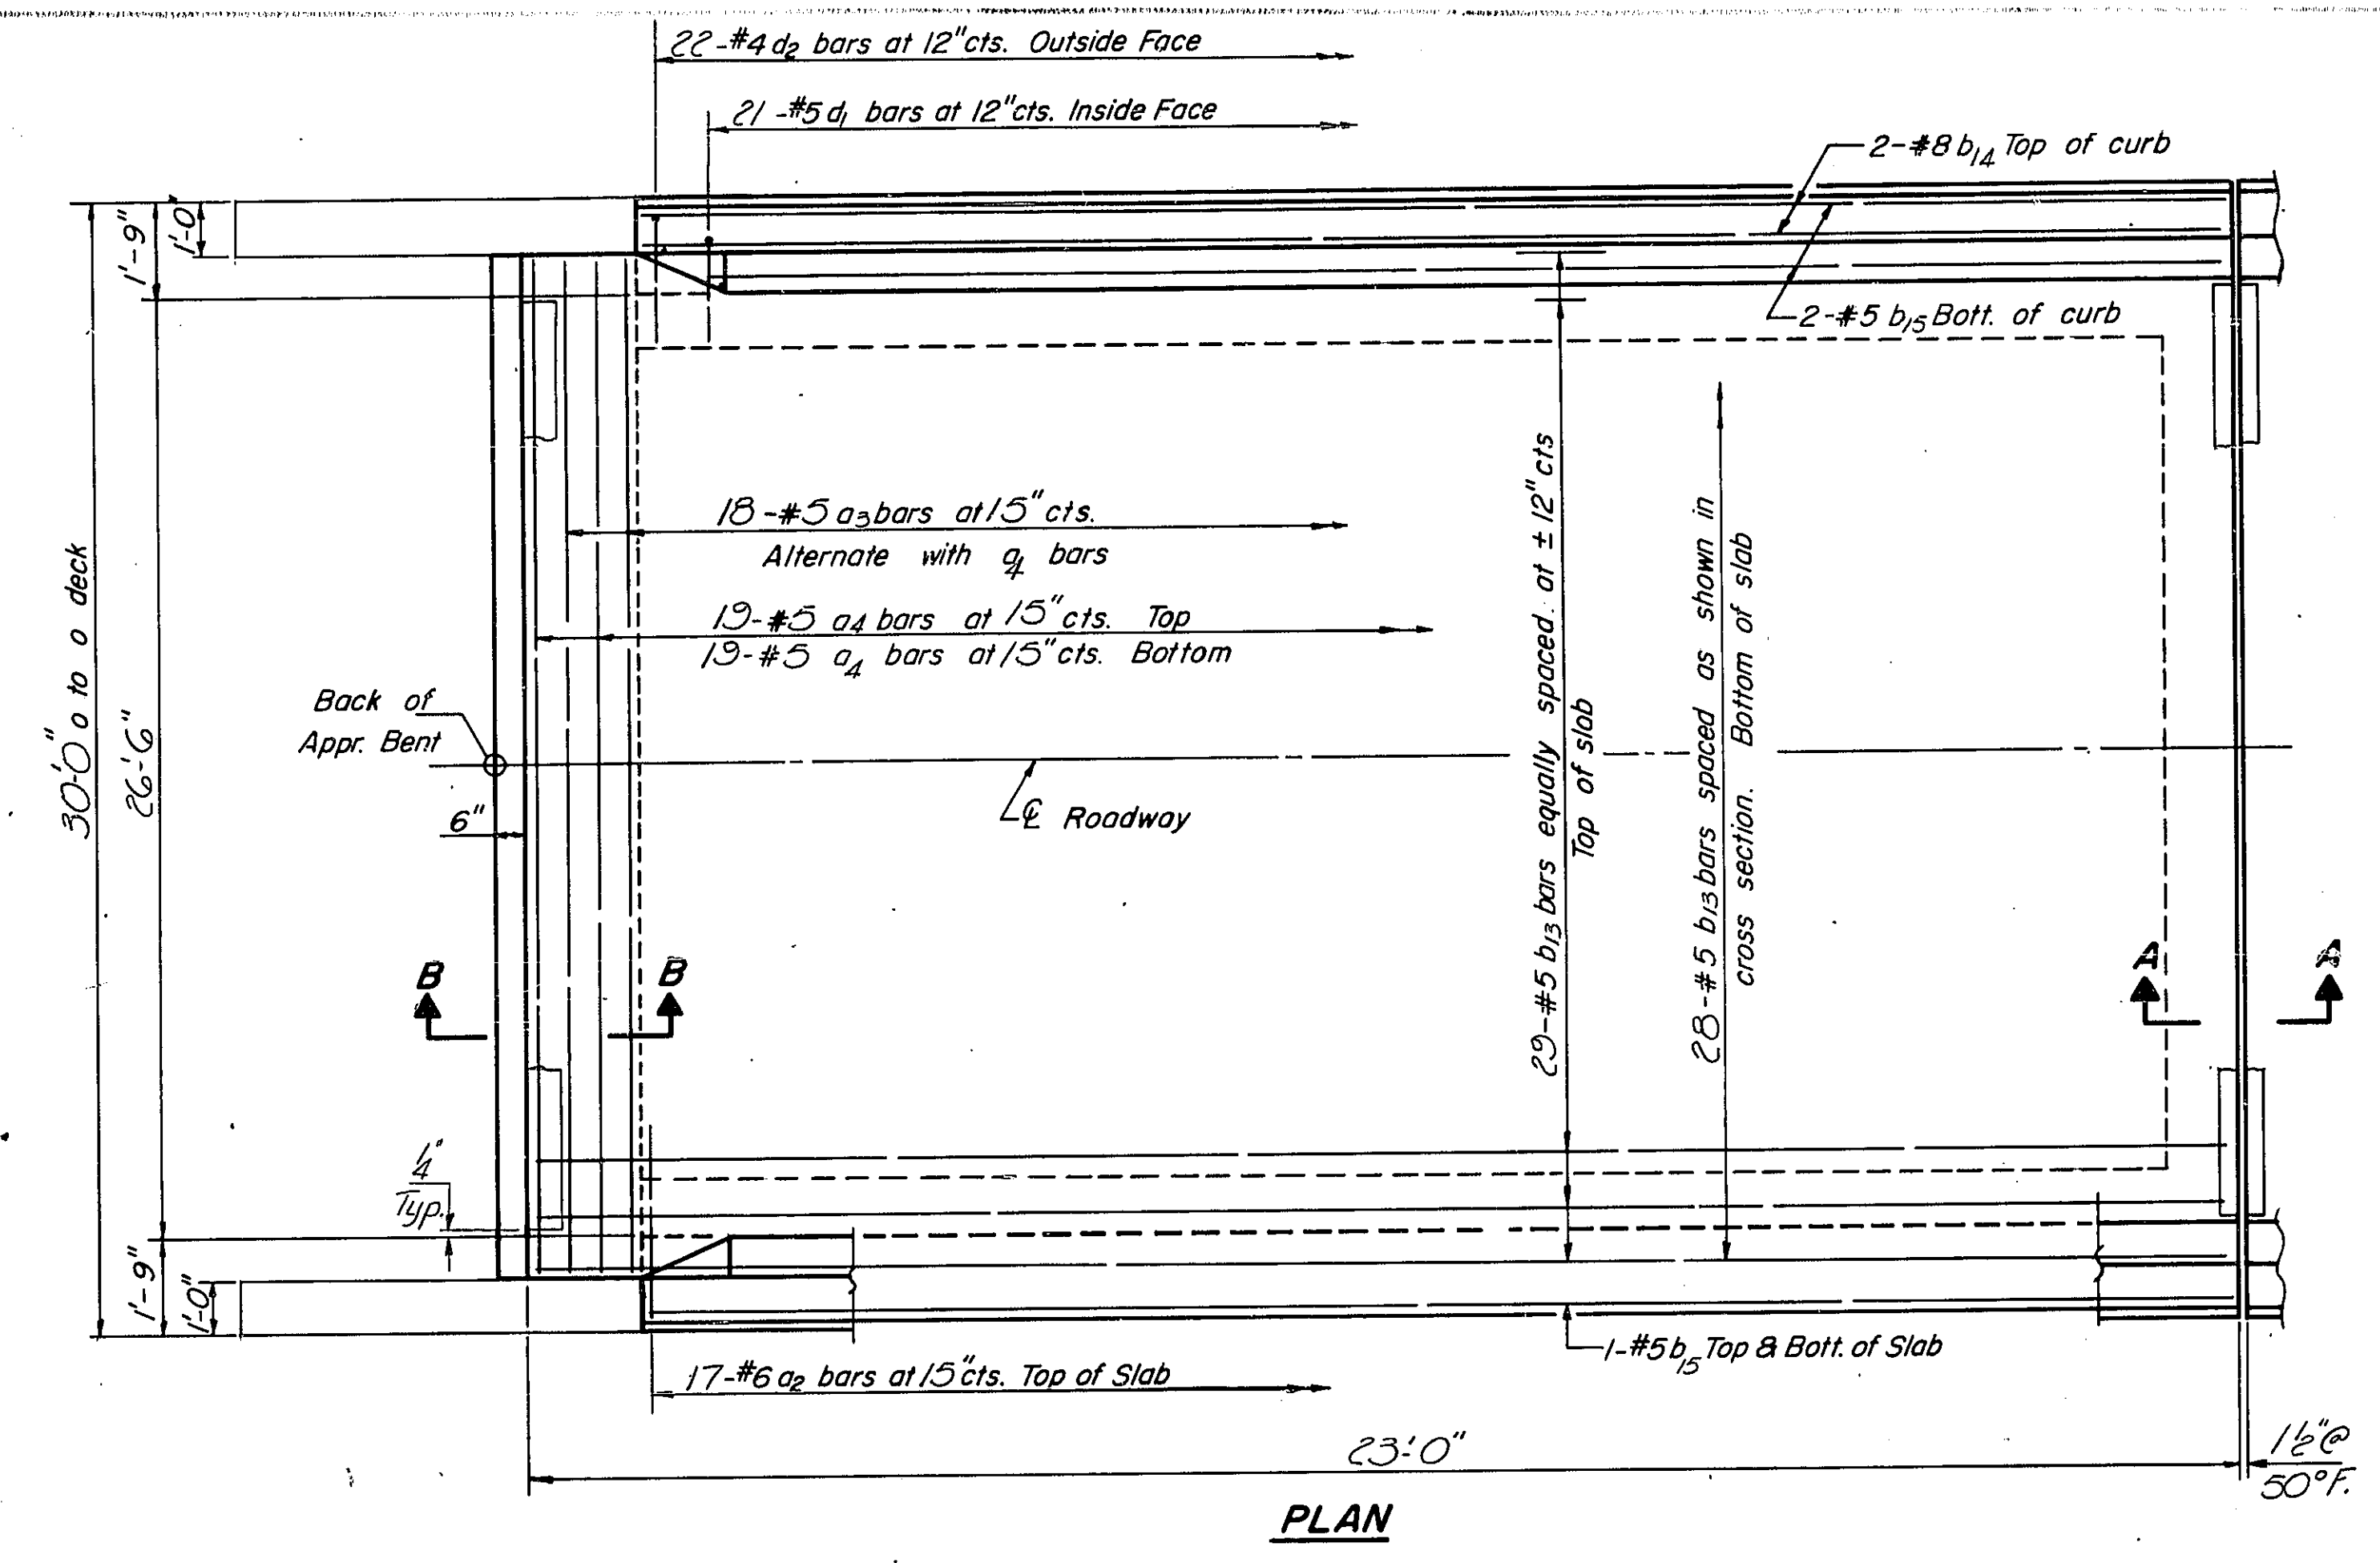 22-#4 d2 bars at 12"cts. Outside Face
21-#5 d1 bars at 12"cts. Inside Face
2-#8 b14 Top of curb
1'-9"
1'-0"
2-#5 b15 Bott. of curb
18-#5 a3 bars at 15" cts.
Alternate with a4 bars
19-#5 a4 bars at 15" cts. Top
19-#5 a4 bars at 15" cts. Bottom
30'-0" o to o deck
26'-6"
Back of
Appr. Bent
6"
℄ Roadway
29-#5 b13 bars equally spaced. at ± 12" cts
Top of slab
28-#5 b13 bars spaced as shown in
cross section. Bottom of slab
B B
A A
1/4"
Typ.
1'-9"
1'-0"
1-#5 b15 Top & Bott. of Slab
17-#6 a2 bars at 15" cts. Top of Slab
23'-0"
1 1/2" @
50°F.
PLAN